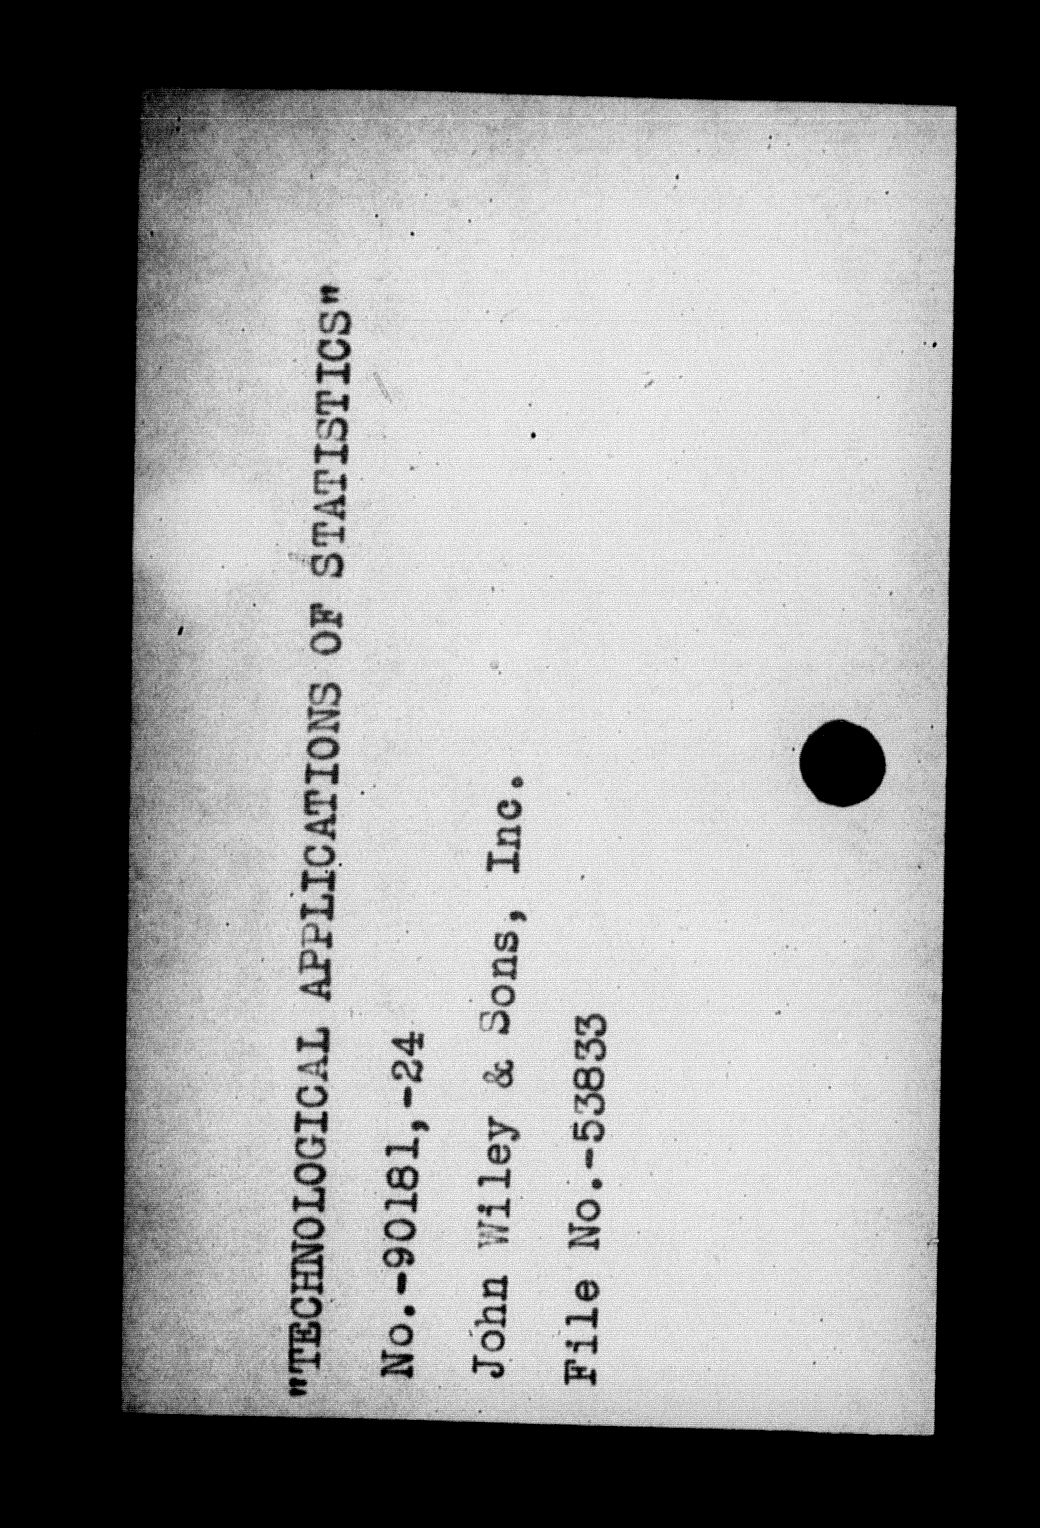 "TECHNOLOGICAL APPLICATIONS OF STATISTICS"
No.-90181,-24
John Wiley & Sons, Inc.
File No.-53833